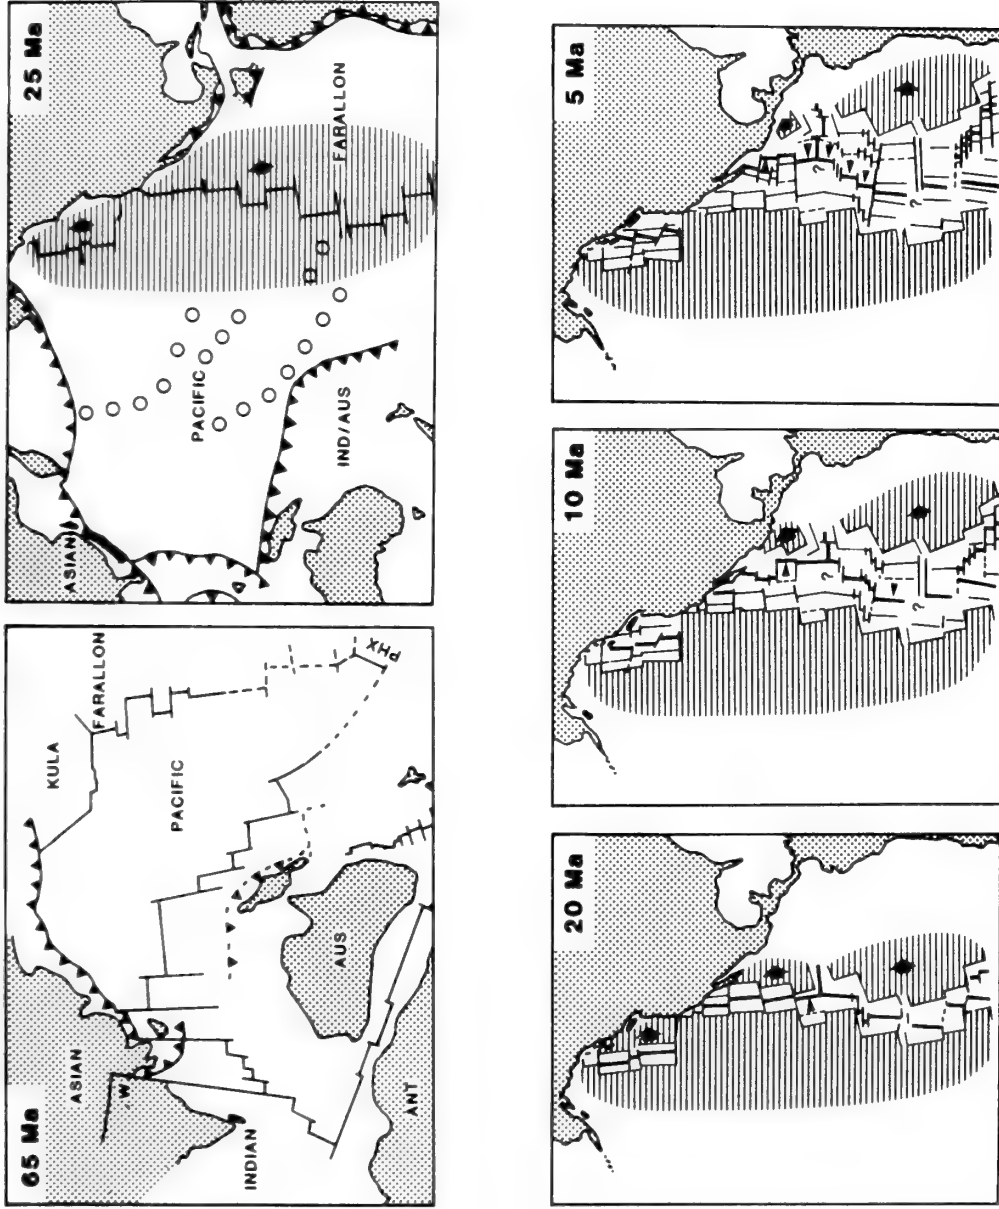 65 Ma
ASIAN
W
INDIAN
KULA
FARALLON
PACIFIC
PHX
AUS
ANT
25 Ma
ASIAN
PACIFIC
FARALLON
IND/AUS
20 Ma
10 Ma
?
?
5 Ma
?
?